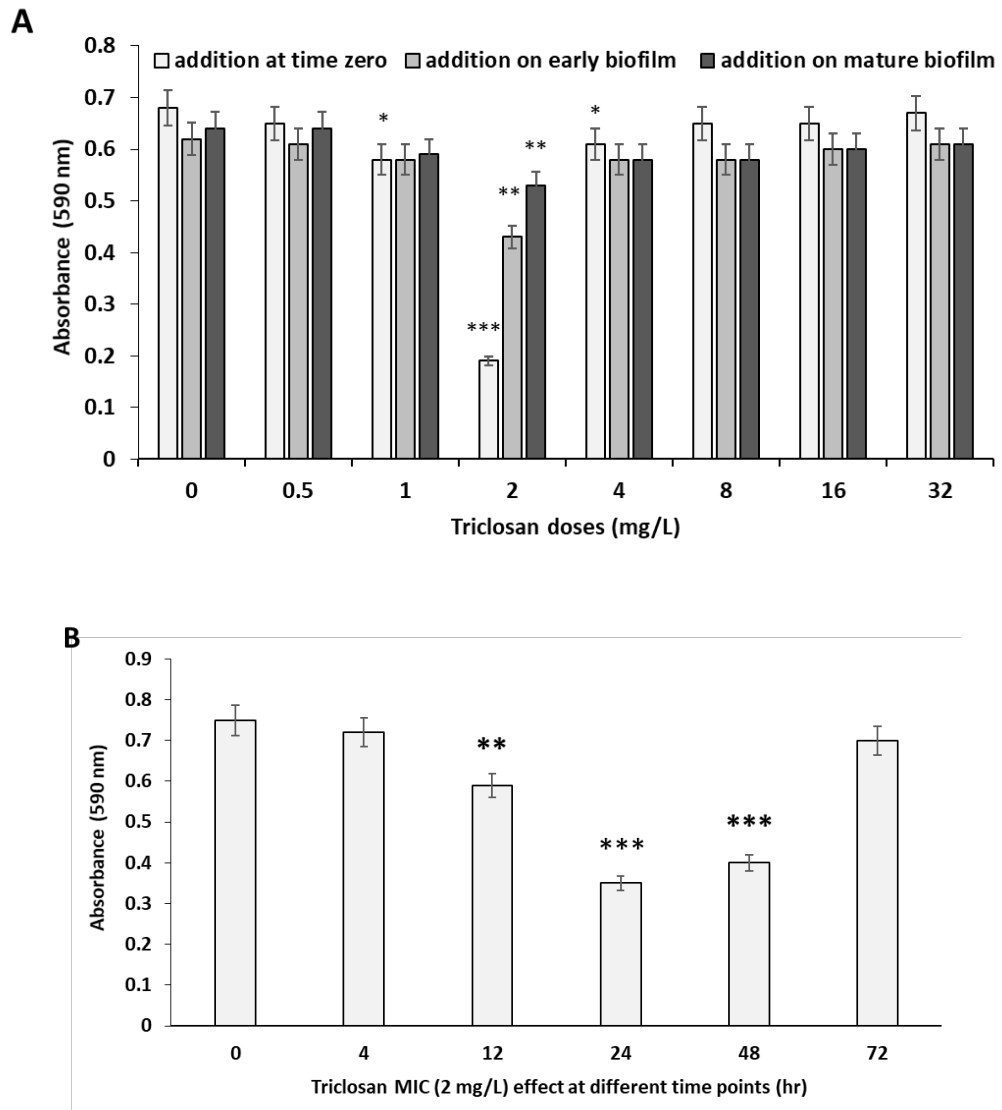 A
0.8
addition at time zero addition on early biofilm addition on mature biofilm
0.7
* *
0.6
**
0.5
**
0.4
0.3
***
0.2
0.1
0
0 0.5 1 2 4 8 16 32
Absorbance (590 nm)
Triclosan doses (mg/L)
B
0.9
0.8
0.7
**
0.6
0.5
***
***
0.4
0.3
0.2
0.1
0
0 4 12 24 48 72
Absorbance (590 nm)
Triclosan MIC (2 mg/L) effect at different time points (hr)